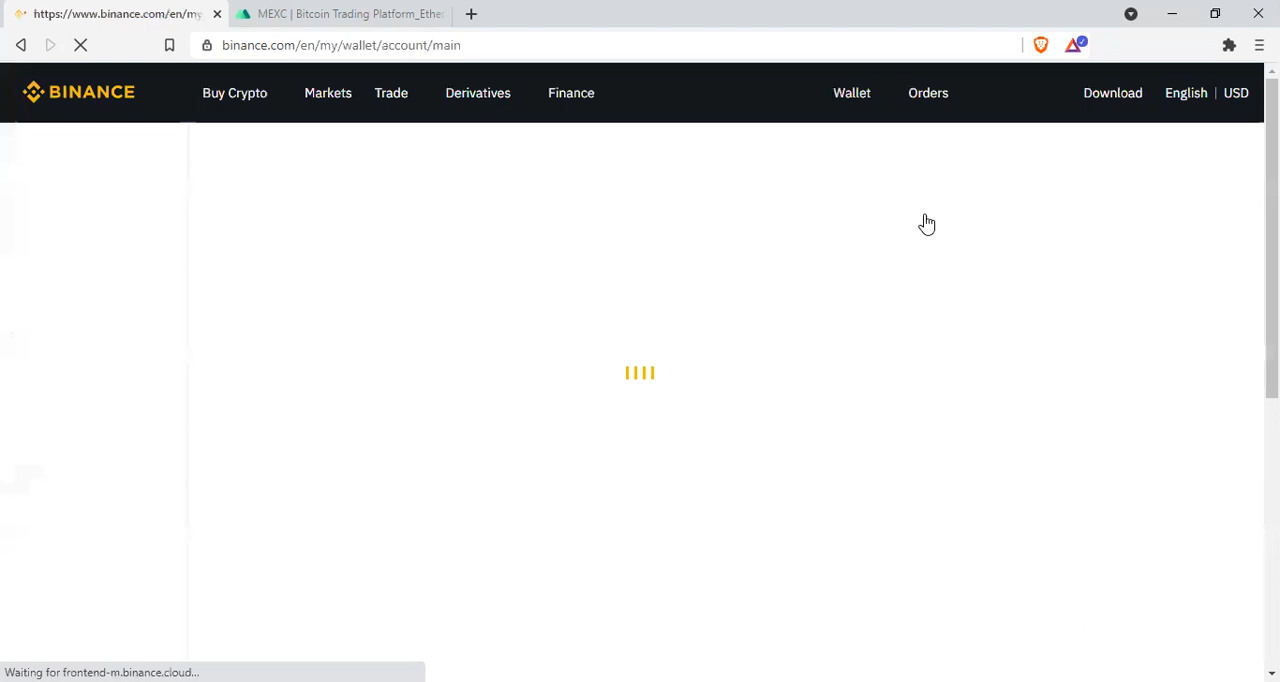 https://www.binance.com/en/my
MEXC | Bitcoin Trading Platform_Ether
binance.com/en/my/wallet/account/main
BINANCE Buy Crypto Markets Trade Derivatives Finance Wallet Orders Download English | USD
Waiting for frontend-m.binance.cloud...